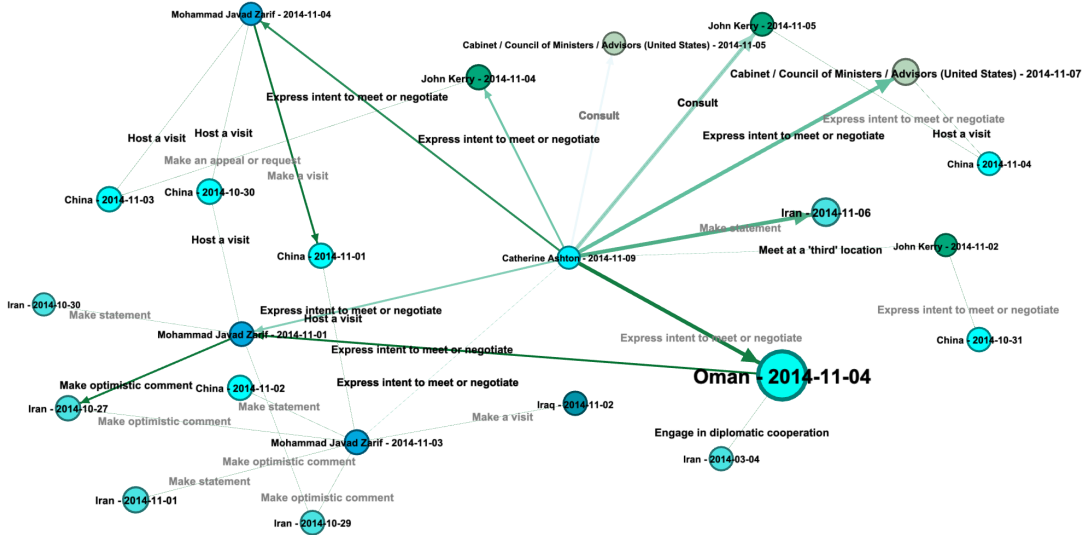 Mohammad Javad Zarif - 2014-11-04
John Kerry - 2014-11-05
Cabinet / Council of Ministers / Advisors (United States) - 2014-11-05
John Kerry - 2014-11-04
Cabinet / Council of Ministers / Advisors (United States) - 2014-11-07
Express intent to meet or negotiate
Consult
Consult
Express intent to meet or negotiate
Host a visit
Host a visit
Express intent to meet or negotiate
Express intent to meet or negotiate
Host a visit
Make an appeal or request
China - 2014-11-04
Make a visit
China - 2014-11-03
China - 2014-10-30
Iran - 2014-11-06
Make statement
Host a visit
Meet at a 'third' location
John Kerry - 2014-11-02
China - 2014-11-01
Catherine Ashton - 2014-11-09
Iran - 2014-10-30
Make statement
Express intent to meet or negotiate
Host a visit
Express intent to meet or negotiate
Mohammad Javad Zarif - 2014-11-01
Express intent to meet or negotiate
China - 2014-10-31
Express intent to meet or negotiate
Oman - 2014-11-04
Make optimistic comment
China - 2014-11-02
Express intent to meet or negotiate
Iran - 2014-10-27
Make statement
Iraq - 2014-11-02
Make optimistic comment
Make a visit
Engage in diplomatic cooperation
Mohammad Javad Zarif - 2014-11-03
Make optimistic comment
Iran - 2014-03-04
Make statement
Iran - 2014-11-01
Make optimistic comment
Iran - 2014-10-29